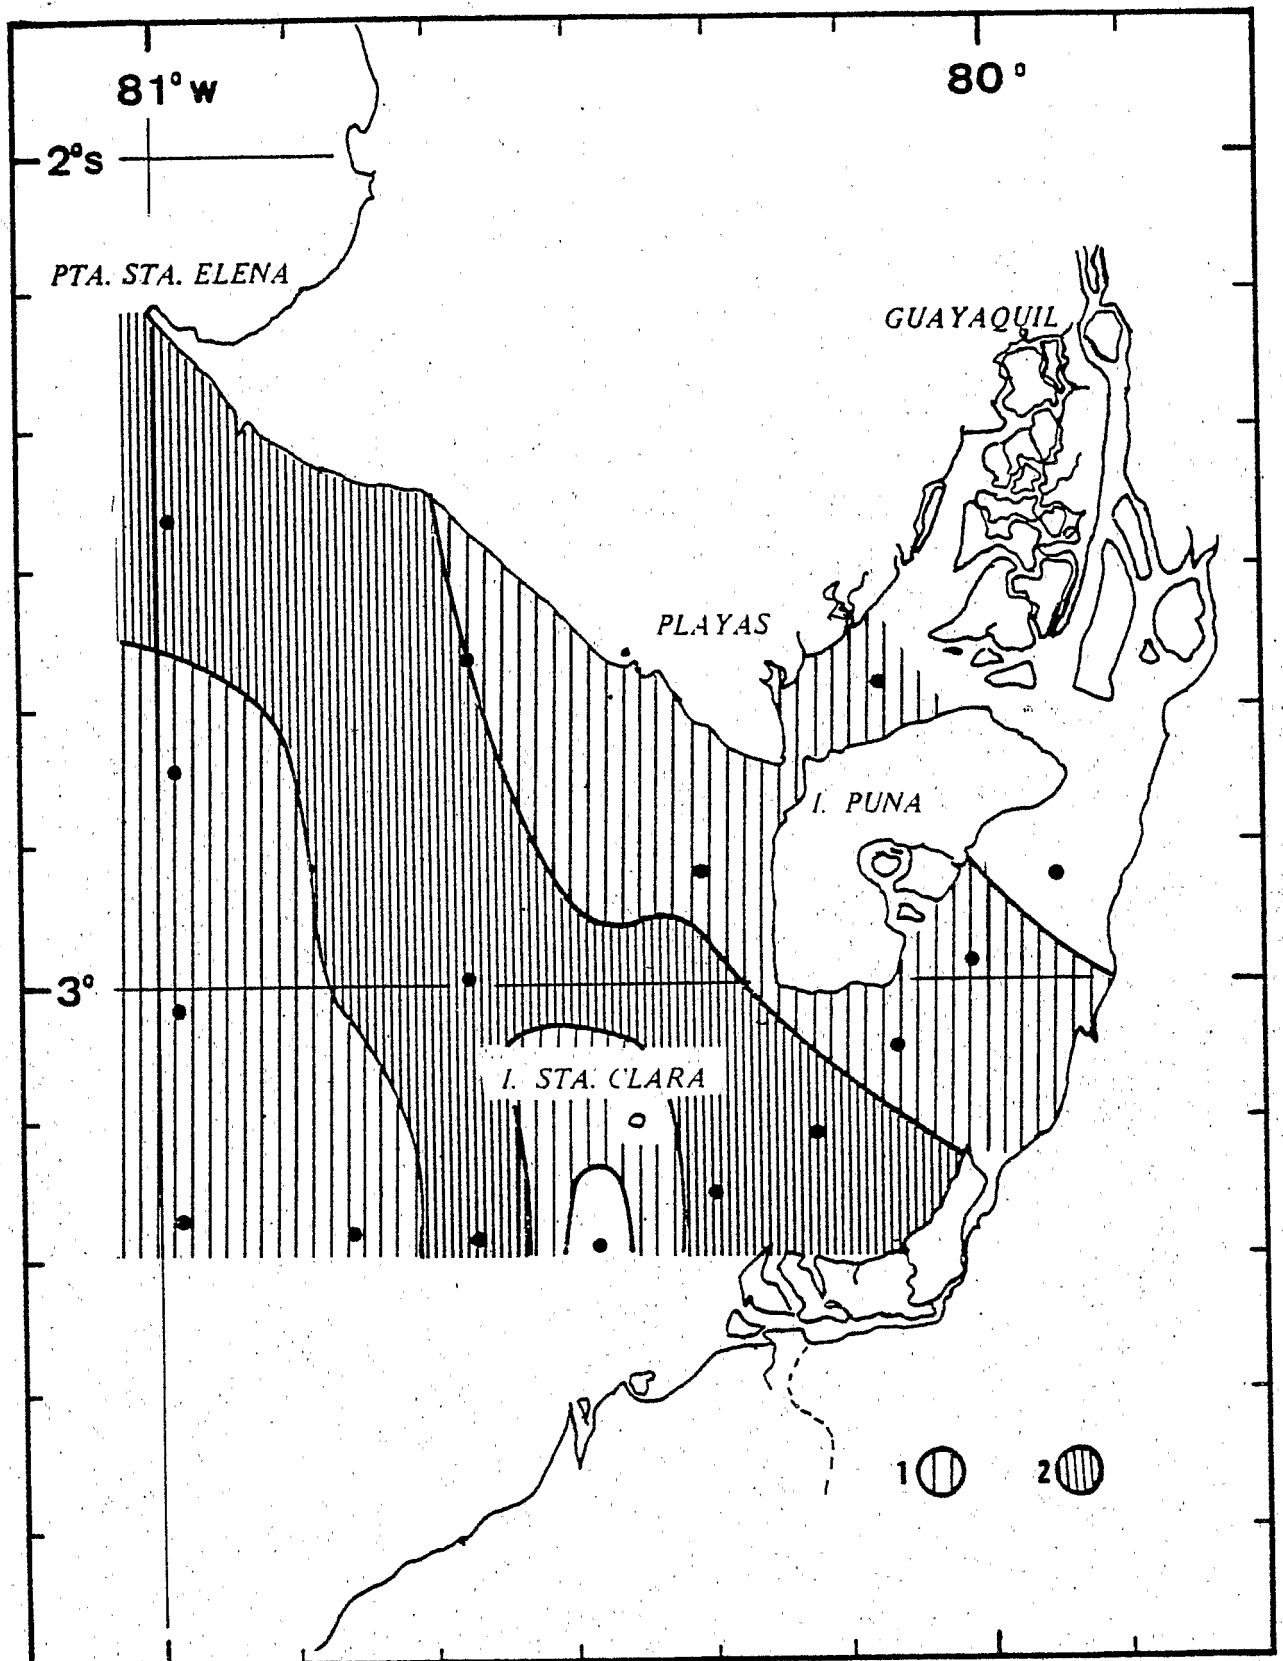 81° W
80°
2°S
PTA. STA. ELENA
GUAYAQUIL
PLAYAS
I. PUNA
3°
I. STA. CLARA
1
2